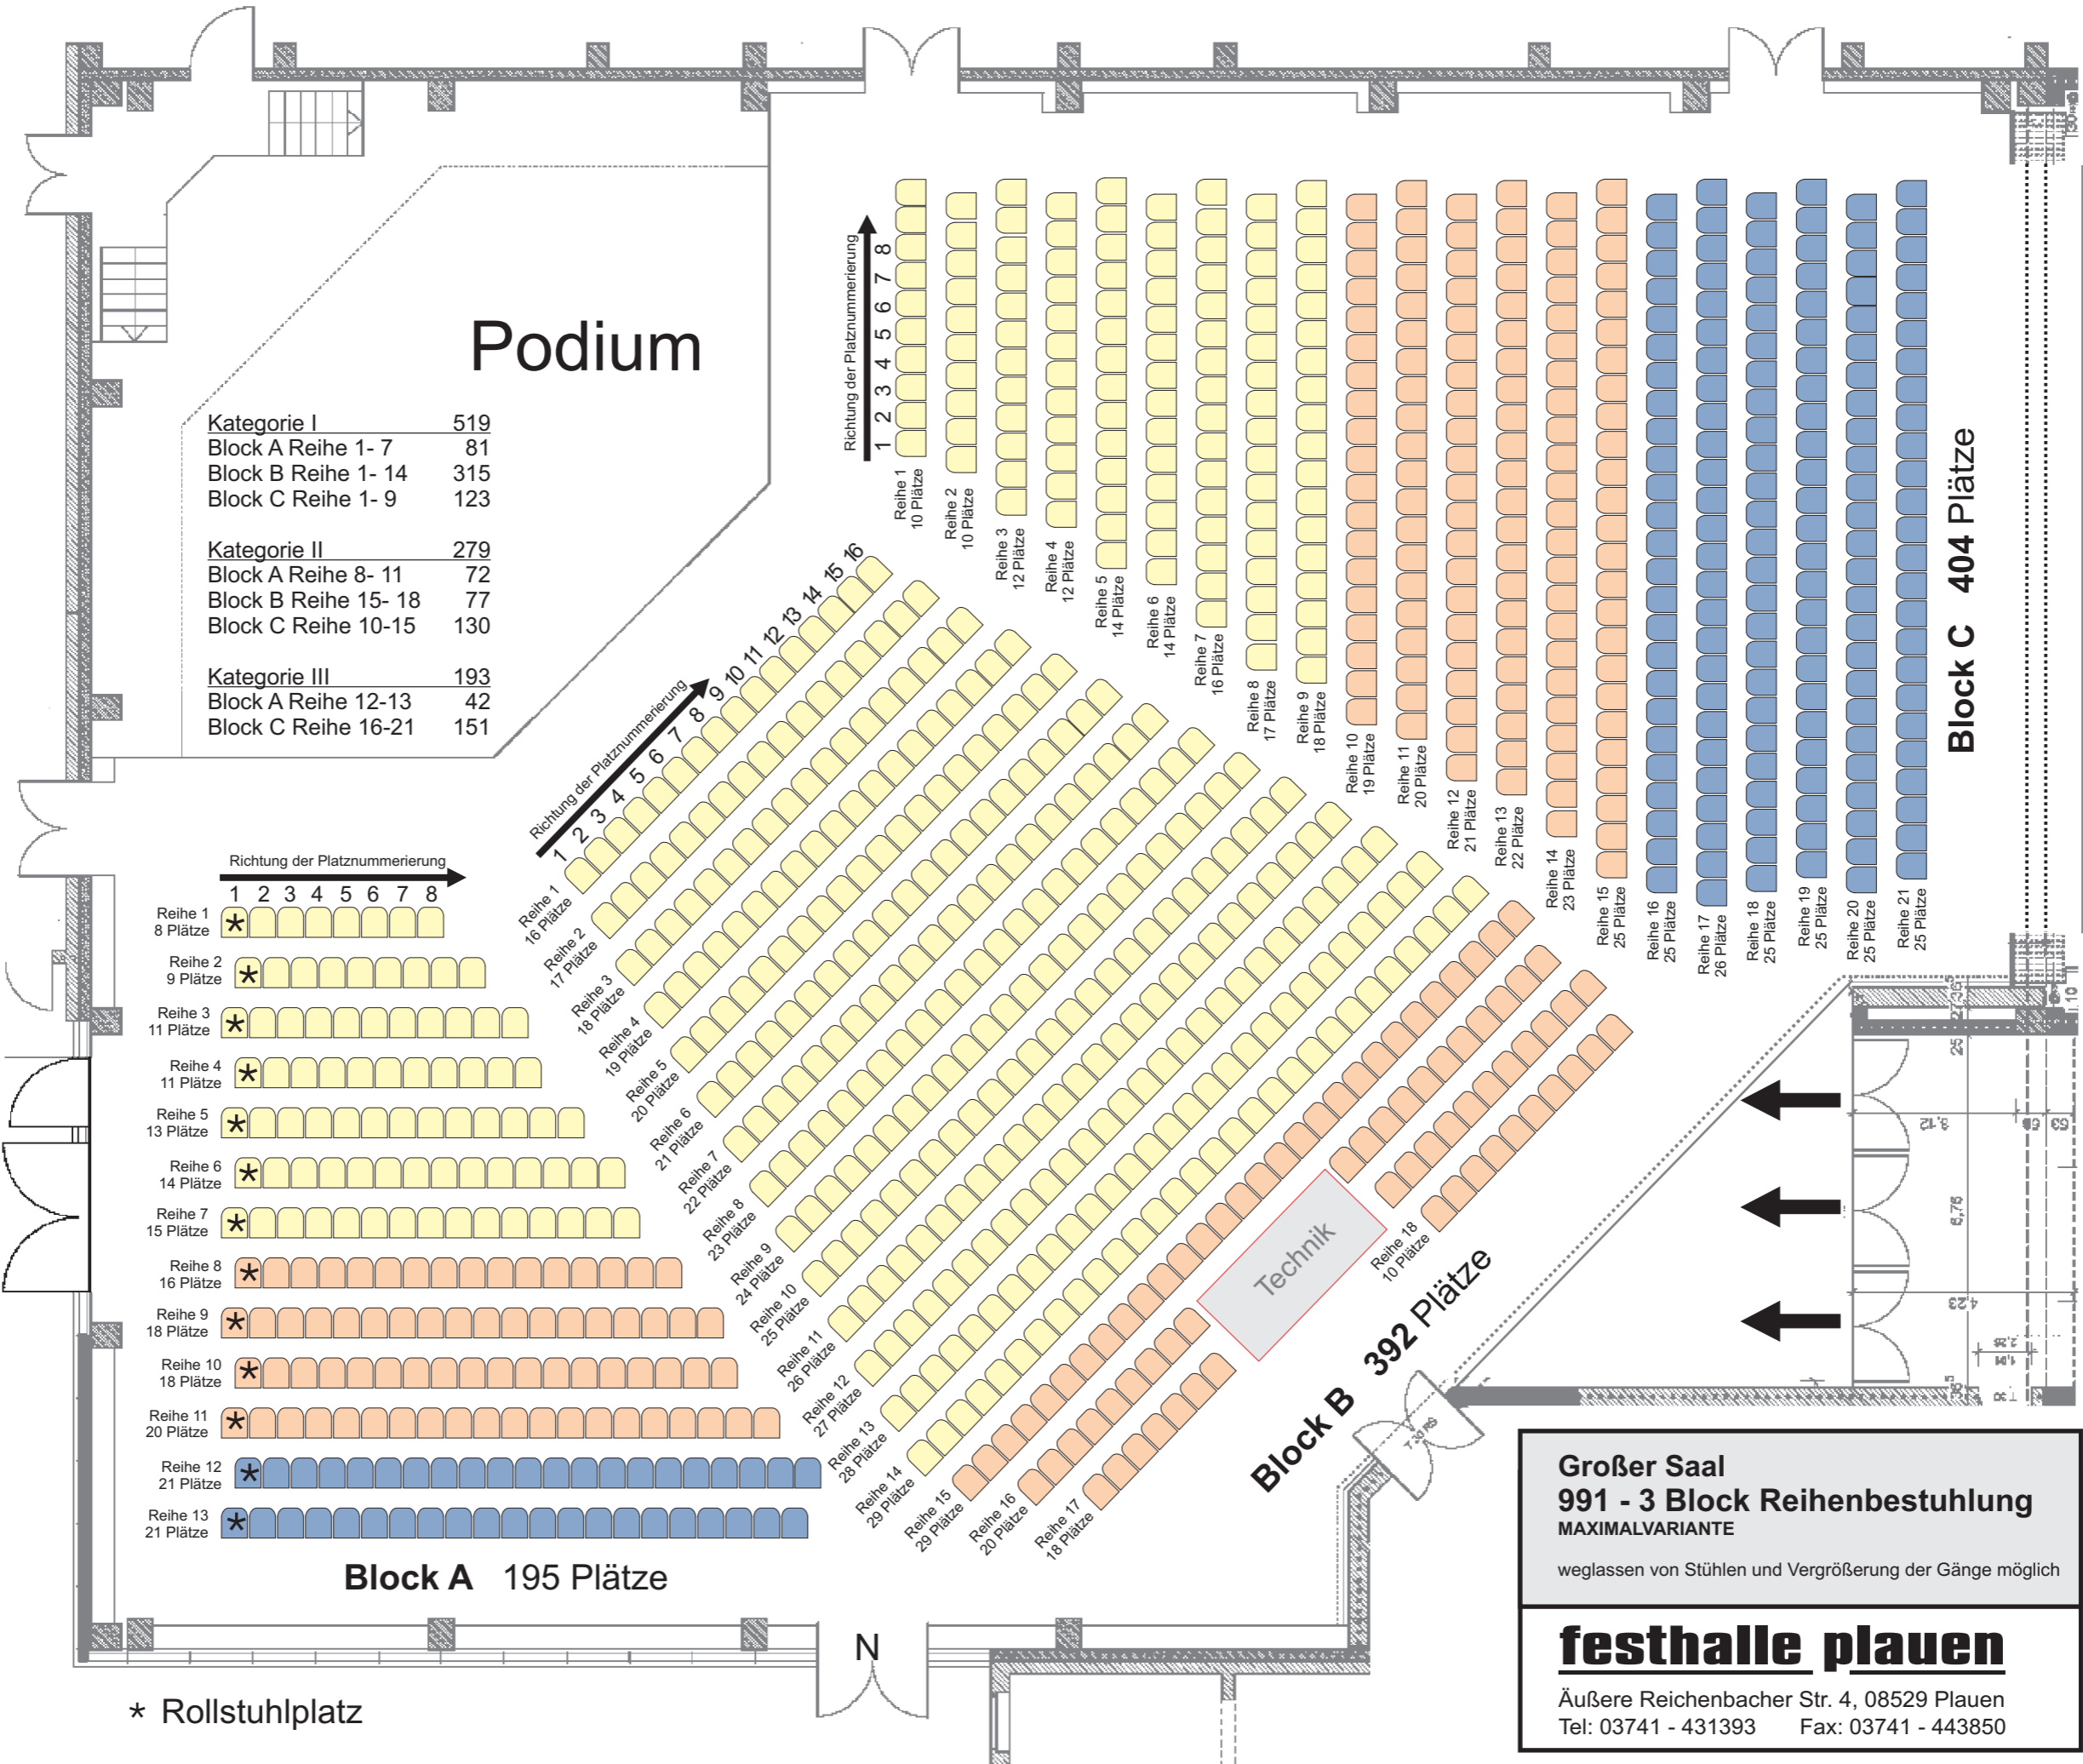 Podium
Kategorie I 519
Block A Reihe 1- 7 81
Block B Reihe 1- 14 315
Block C Reihe 1- 9 123
Kategorie II 279
Block A Reihe 8- 11 72
Block B Reihe 15- 18 77
Block C Reihe 10-15 130
Kategorie III 193
Block A Reihe 12-13 42
Block C Reihe 16-21 151
Richtung der Platznummerierung
1 2 3 4 5 6 7 8
Reihe 1
10 Plätze
Reihe 2
10 Plätze
Reihe 3
12 Plätze
Reihe 4
12 Plätze
Reihe 5
14 Plätze
Reihe 6
14 Plätze
Reihe 7
16 Plätze
Reihe 8
17 Plätze
Reihe 9
18 Plätze
Reihe 10
19 Plätze
Reihe 11
20 Plätze
Reihe 12
21 Plätze
Reihe 13
22 Plätze
Reihe 14
23 Plätze
Reihe 15
25 Plätze
Reihe 16
25 Plätze
Reihe 17
26 Plätze
Reihe 18
25 Plätze
Reihe 19
25 Plätze
Reihe 20
25 Plätze
Reihe 21
25 Plätze
Block C 404 Plätze
Richtung der Platznummerierung
1 2 3 4 5 6 7 8 9 10 11 12 13 14 15 16
Reihe 1
16 Plätze
Reihe 2
17 Plätze
Reihe 3
18 Plätze
Reihe 4
19 Plätze
Reihe 5
20 Plätze
Reihe 6
21 Plätze
Reihe 7
22 Plätze
Reihe 8
23 Plätze
Reihe 9
24 Plätze
Reihe 10
25 Plätze
Reihe 11
26 Plätze
Reihe 12
27 Plätze
Reihe 13
28 Plätze
Reihe 14
29 Plätze
Reihe 15
29 Plätze
Reihe 16
20 Plätze
Reihe 17
18 Plätze
Reihe 18
10 Plätze
Technik
Block B 392 Plätze
Richtung der Platznummerierung
1 2 3 4 5 6 7 8
Reihe 1
8 Plätze
*
Reihe 2
9 Plätze
*
Reihe 3
11 Plätze
*
Reihe 4
11 Plätze
*
Reihe 5
13 Plätze
*
Reihe 6
14 Plätze
*
Reihe 7
15 Plätze
*
Reihe 8
16 Plätze
*
Reihe 9
18 Plätze
*
Reihe 10
18 Plätze
*
Reihe 11
20 Plätze
*
Reihe 12
21 Plätze
*
Reihe 13
21 Plätze
*
Block A 195 Plätze
N
* Rollstuhlplatz
25
9,12
53
6,75
4,23
10
Großer Saal
991 - 3 Block Reihenbestuhlung
MAXIMALVARIANTE
weglassen von Stühlen und Vergrößerung der Gänge möglich
festhalle plauen
Äußere Reichenbacher Str. 4, 08529 Plauen
Tel: 03741 - 431393 Fax: 03741 - 443850